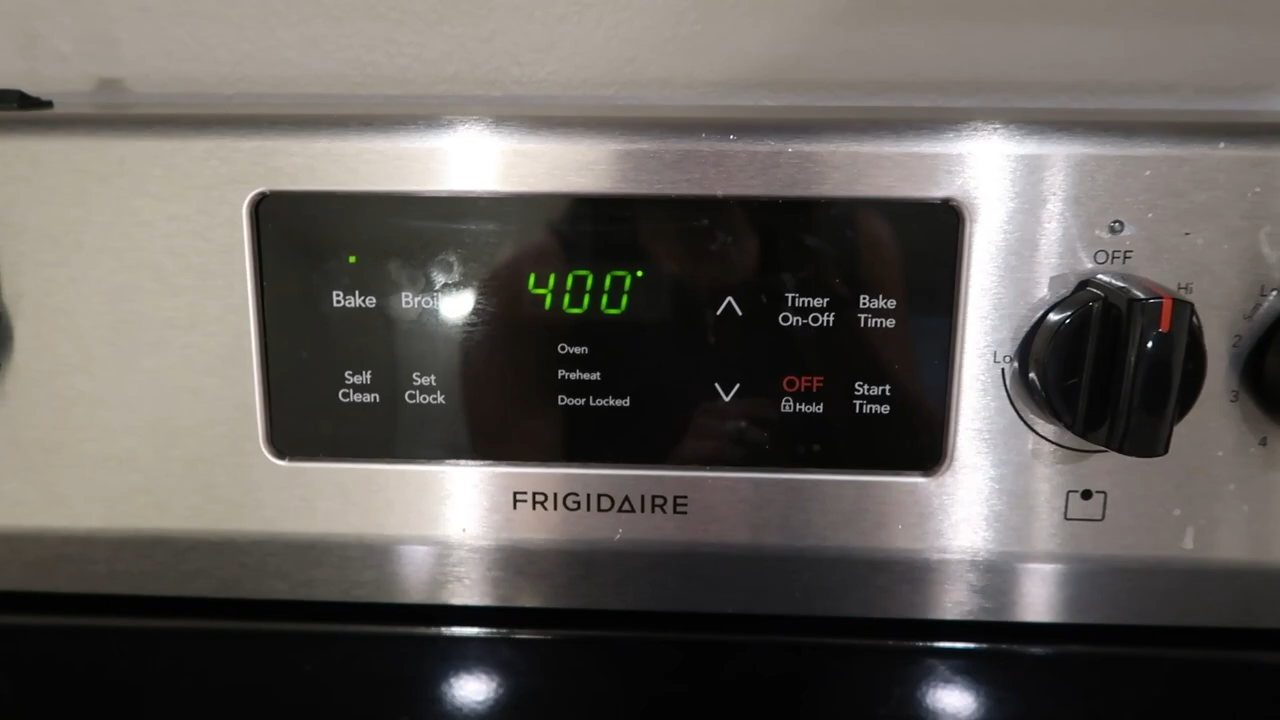 400°
Bake
Broil
Timer
On-Off
Bake
Time
Oven
Preheat
Door Locked
Self
Clean
Set
Clock
OFF
Hold
Start
Time
FRIGIDAIRE
OFF
Hi
Lo
Lo
2
3
4